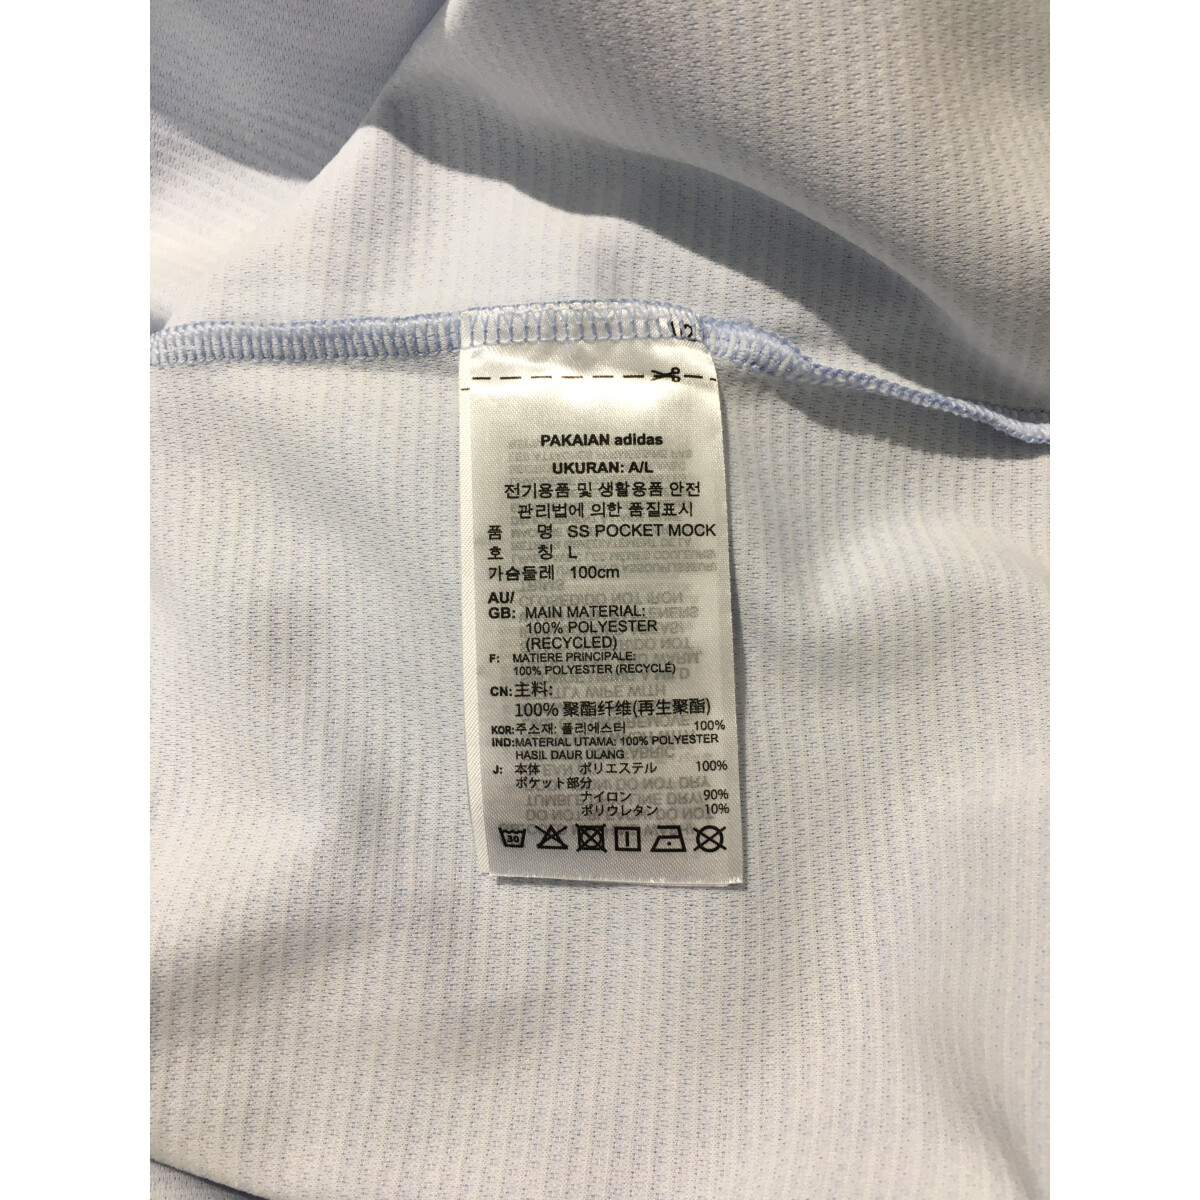 PAKAIAN adidas
UKURAN: A/L
전기용품 및 생활용품 안전
관리법에 의한 품질표시
품 명 SS POCKET MOCK
호 칭 L
가슴둘레 100cm
AU/
GB: MAIN MATERIAL:
100% POLYESTER
(RECYCLED)
F: MATIERE PRINCIPALE:
100% POLYESTER (RECYCLÉ)
CN: 主料:
100% 聚酯纤维(再生聚酯)
KOR: 주소재: 폴리에스터 100%
IND: MATERIAL UTAMA: 100% POLYESTER
HASIL DAUR ULANG
J: 本体 ポリエステル 100%
ポケット部分
ナイロン 90%
ポリウレタン 10%
30